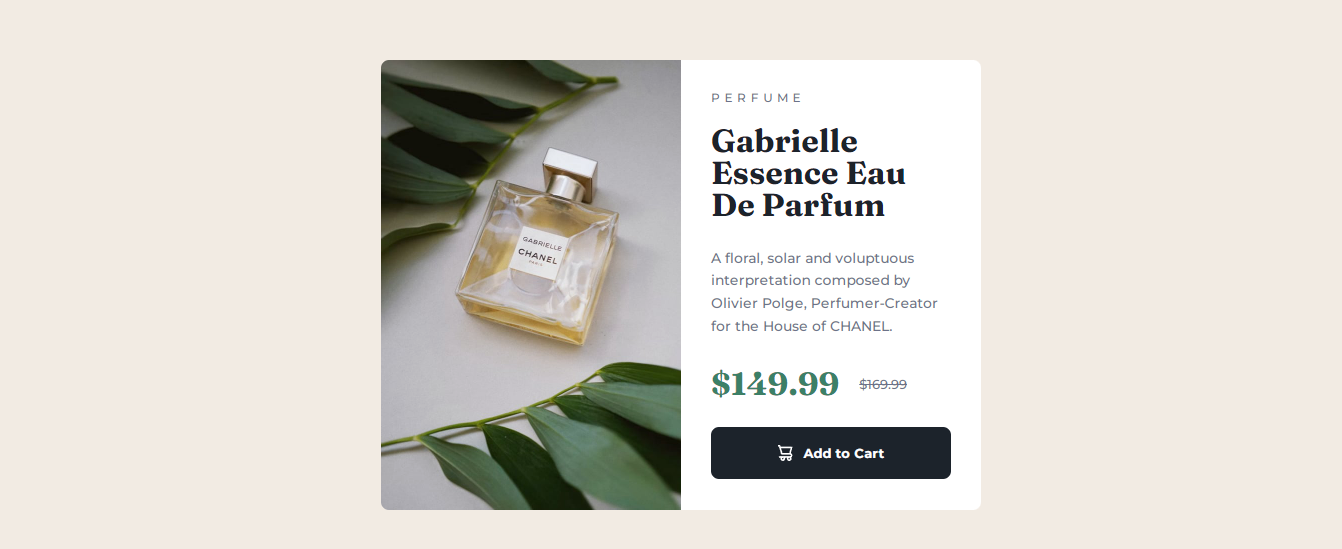 GABRIELLE
CHANEL
PARIS
PERFUME
Gabrielle
Essence Eau
De Parfum
A floral, solar and voluptuous
interpretation composed by
Olivier Polge, Perfumer-Creator
for the House of CHANEL.
$149.99 $169.99
Add to Cart